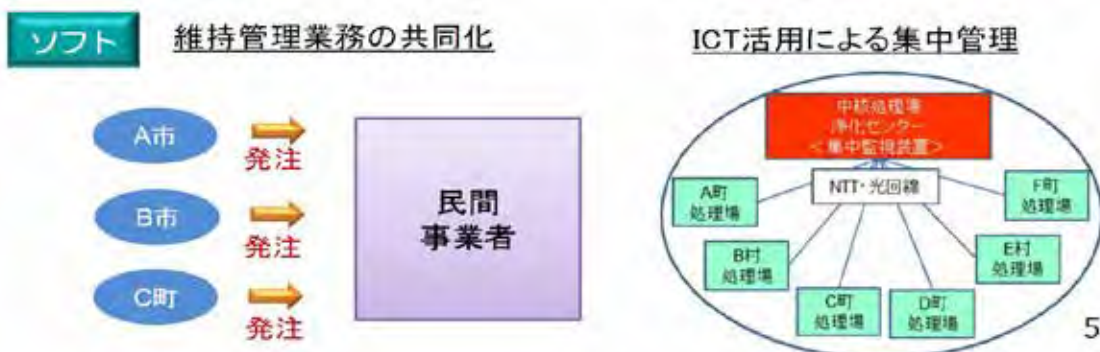 ソフト
維持管理業務の共同化
A市
発注
B市
発注
C町
発注
民間
事業者
ICT活用による集中管理
中核処理場
浄化センター
＜集中監視装置＞
NTT・光回線
A町
処理場
B村
処理場
C町
処理場
D町
処理場
E村
処理場
F町
処理場
5